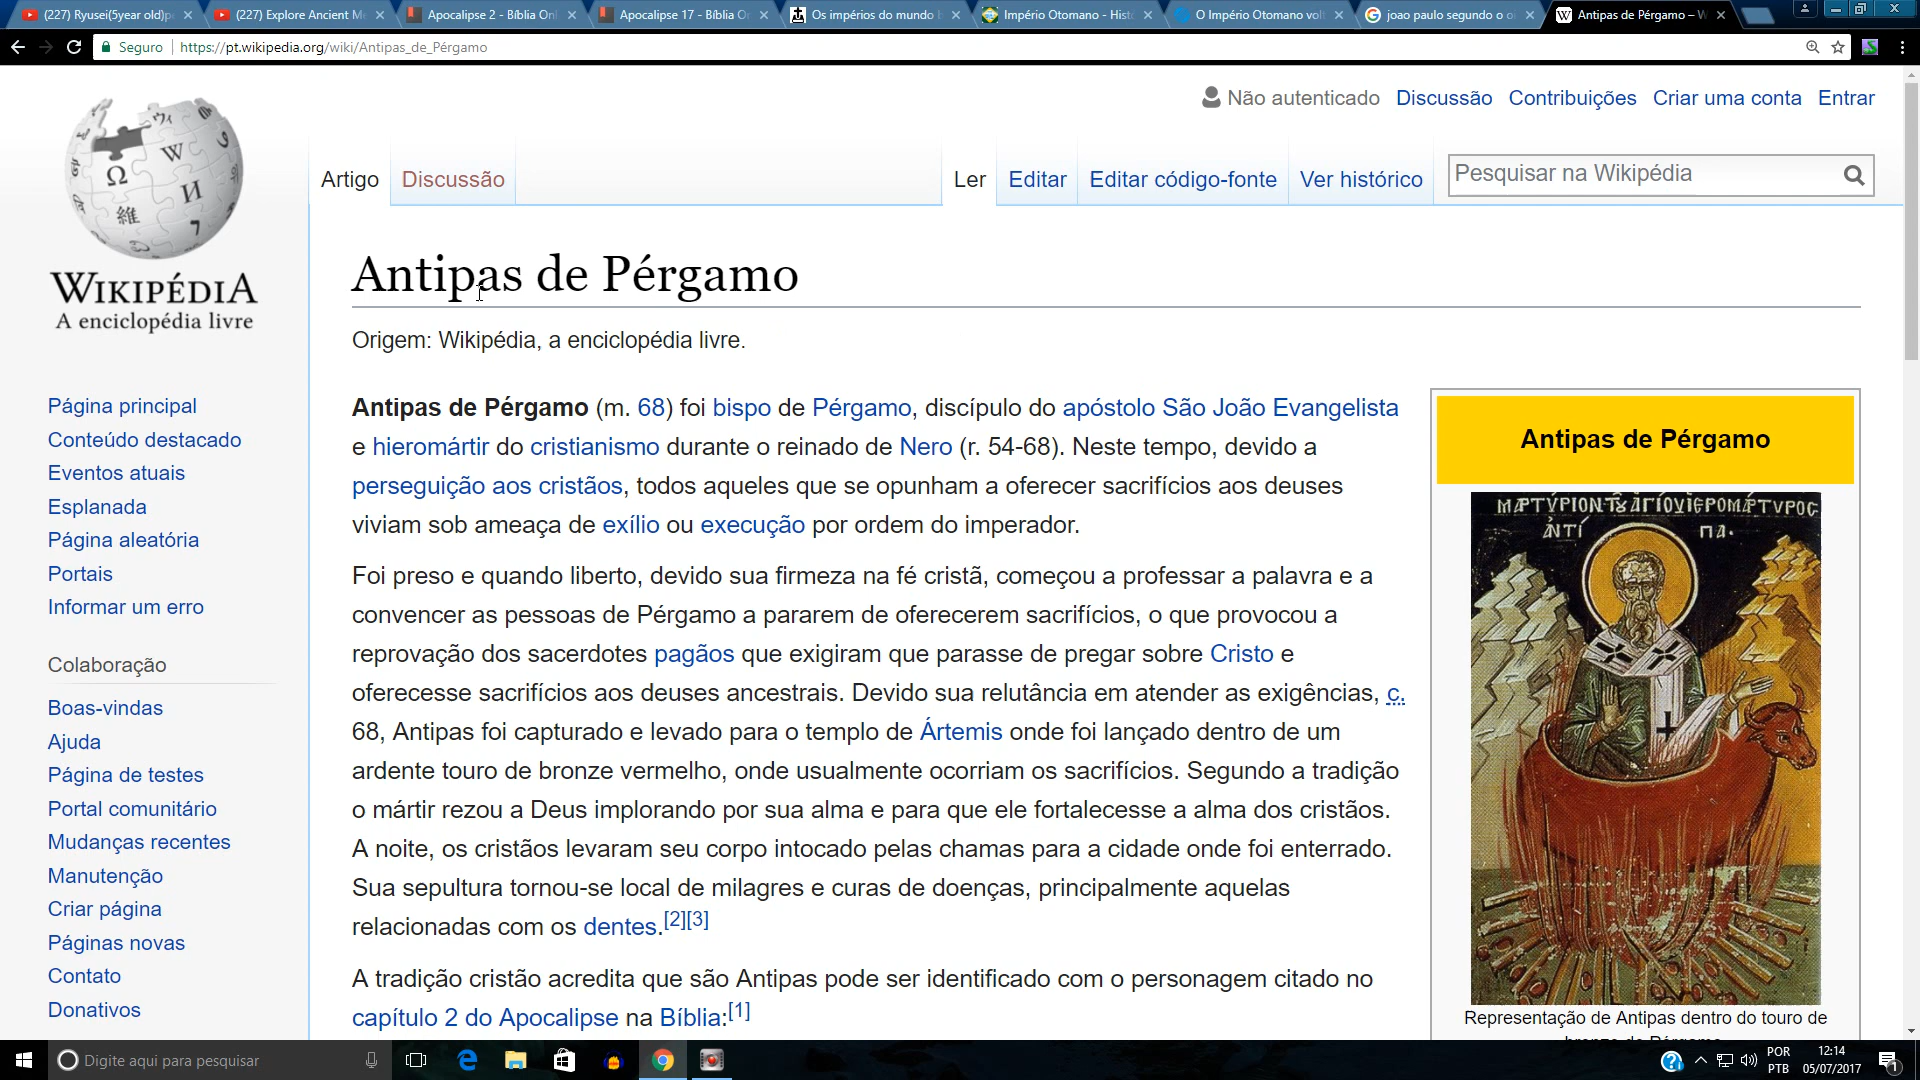 (227) Ryusei(5year old)p
(227) Explore Ancient M
Apocalipse 2 - Bíblia Onl
Apocalipse 17 - Bíblia O
Os impérios do mundo b
Império Otomano - Hist
O Império Otomano volt
joao paulo segundo o o
Antipas de Pérgamo – W
Seguro
https://pt.wikipedia.org/wiki/Antipas_de_Pérgamo
Não autenticado Discussão Contribuições Criar uma conta Entrar
Artigo Discussão Ler Editar Editar código-fonte Ver histórico Pesquisar na Wikipédia
WIKIPÉDIA
A enciclopédia livre
Página principal
Conteúdo destacado
Eventos atuais
Esplanada
Página aleatória
Portais
Informar um erro
Colaboração
Boas-vindas
Ajuda
Página de testes
Portal comunitário
Mudanças recentes
Manutenção
Criar página
Páginas novas
Contato
Donativos
Antipas de Pérgamo
Origem: Wikipédia, a enciclopédia livre.
Antipas de Pérgamo (m. 68) foi bispo de Pérgamo, discípulo do apóstolo São João Evangelista
e hieromártir do cristianismo durante o reinado de Nero (r. 54-68). Neste tempo, devido a
perseguição aos cristãos, todos aqueles que se opunham a oferecer sacrifícios aos deuses
viviam sob ameaça de exílio ou execução por ordem do imperador.
Foi preso e quando liberto, devido sua firmeza na fé cristã, começou a professar a palavra e a
convencer as pessoas de Pérgamo a pararem de oferecerem sacrifícios, o que provocou a
reprovação dos sacerdotes pagãos que exigiram que parasse de pregar sobre Cristo e
oferecesse sacrifícios aos deuses ancestrais. Devido sua relutância em atender as exigências, c.
68, Antipas foi capturado e levado para o templo de Ártemis onde foi lançado dentro de um
ardente touro de bronze vermelho, onde usualmente ocorriam os sacrifícios. Segundo a tradição
o mártir rezou a Deus implorando por sua alma e para que ele fortalecesse a alma dos cristãos.
A noite, os cristãos levaram seu corpo intocado pelas chamas para a cidade onde foi enterrado.
Sua sepultura tornou-se local de milagres e curas de doenças, principalmente aquelas
relacionadas com os dentes.[2][3]
A tradição cristão acredita que são Antipas pode ser identificado com o personagem citado no
capítulo 2 do Apocalipse na Bíblia:[1]
Antipas de Pérgamo
ἈΝΤΊ ΠΑ·
Representação de Antipas dentro do touro de
Digite aqui para pesquisar
POR
PTB
12:14
05/07/2017
1